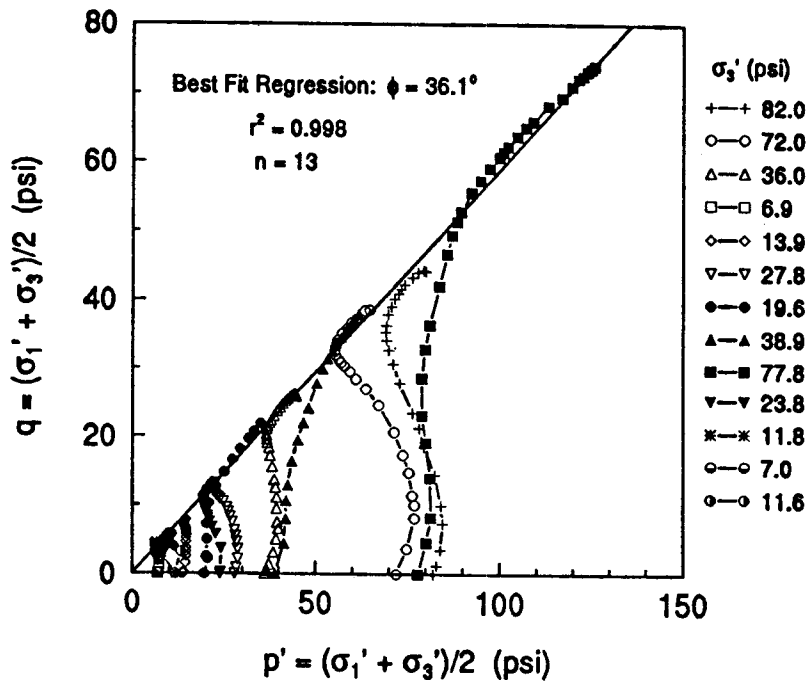 80
60
40
20
0
q = (σ₁' + σ₃')/2 (psi)
Best Fit Regression: ϕ = 36.1°
r² = 0.998
n = 13
0 50 100 150
p' = (σ₁' + σ₃')/2 (psi)
σ₃' (psi)
82.0
72.0
36.0
6.9
13.9
27.8
19.6
38.9
77.8
23.8
11.8
7.0
11.6